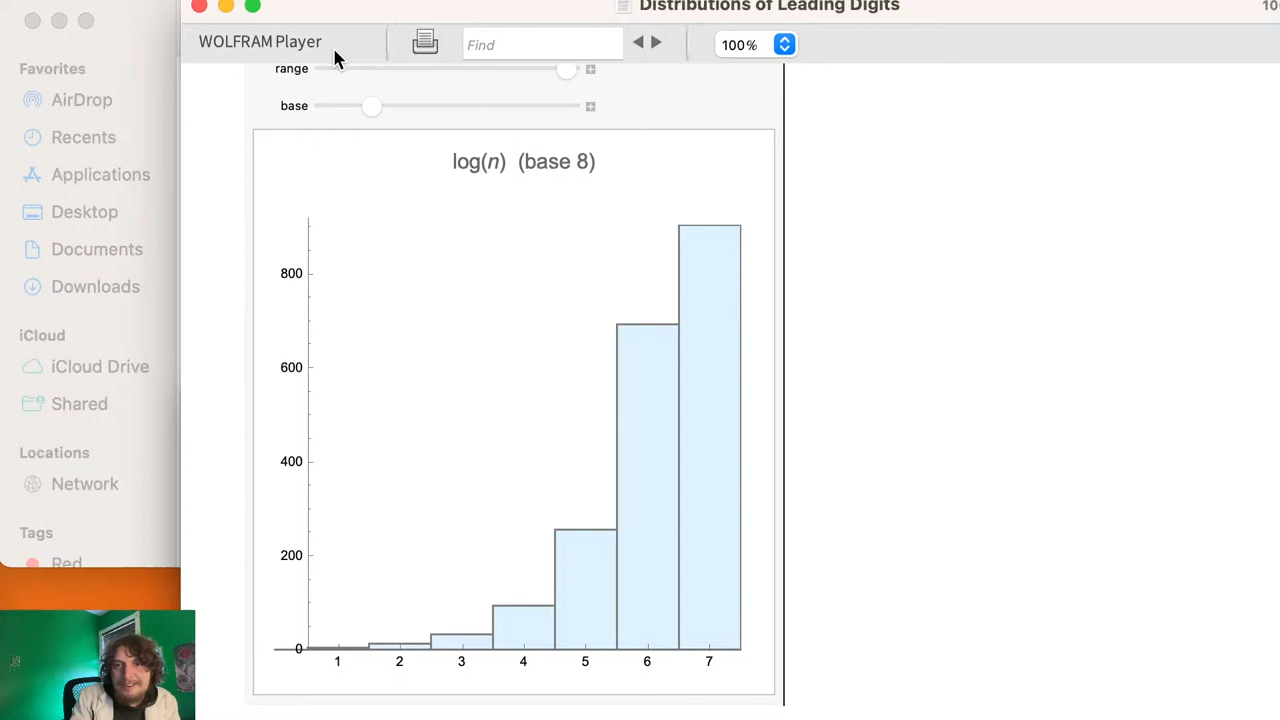 Distributions of Leading Digits
WOLFRAM Player
Find
100%
Favorites
AirDrop
Recents
Applications
Desktop
Documents
Downloads
iCloud
iCloud Drive
Shared
Locations
Network
Tags
Red
range
base
log(n) (base 8)
800
600
400
200
0
1 2 3 4 5 6 7